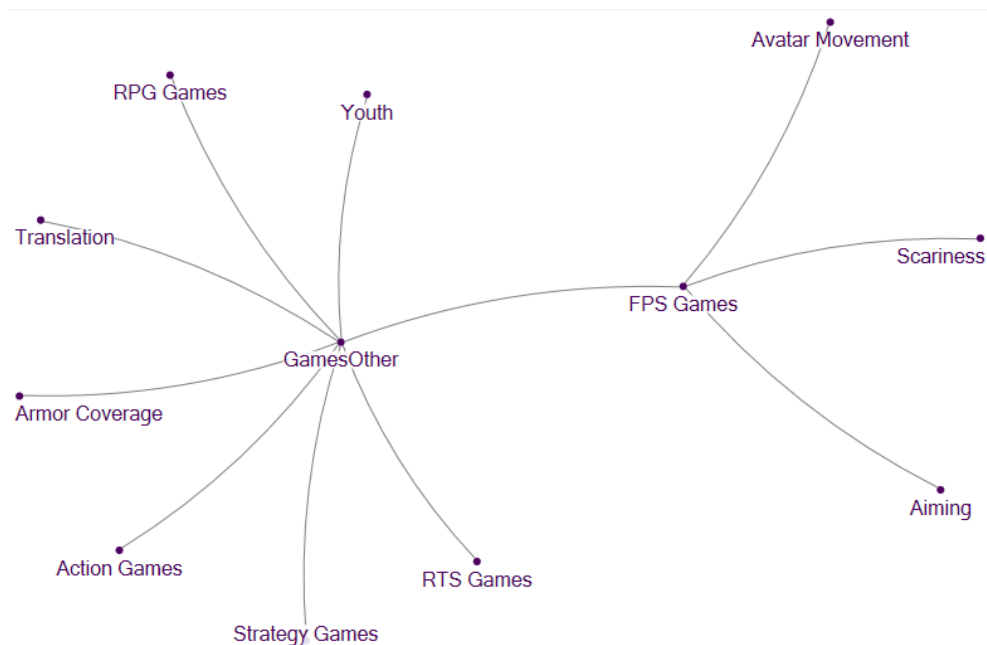 Avatar Movement
RPG Games
Youth
Translation
Scariness
FPS Games
GamesOther
Armor Coverage
Aiming
Action Games
RTS Games
Strategy Games